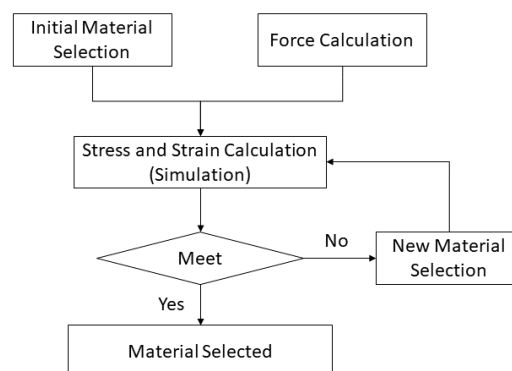 Initial Material
Selection
Force Calculation
Stress and Strain Calculation
(Simulation)
Meet
No
New Material
Selection
Yes
Material Selected